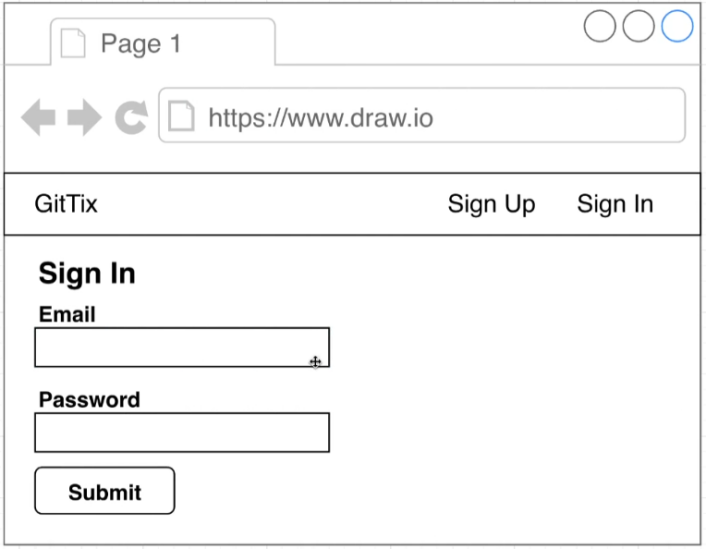 Page 1
https://www.draw.io
GitTix Sign Up Sign In
Sign In
Email
Password
Submit